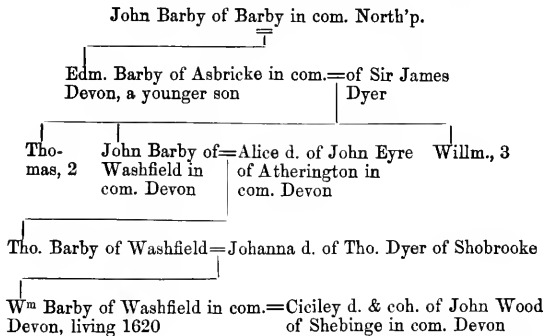 John Barby of Barby in com. North'p.
=
Edm. Barby of Asbricke in com.=of Sir James
Devon, a younger son Dyer
Tho- John Barby of=Alice d. of John Eyre Willm., 3
mas, 2 Washfield in of Atherington in
com. Devon com. Devon
Tho. Barby of Washfield=Johanna d. of Tho. Dyer of Shobrooke
Wm Barby of Washfield in com.=Ciciley d. & coh. of John Wood
Devon, living 1620 of Shebinge in com. Devon